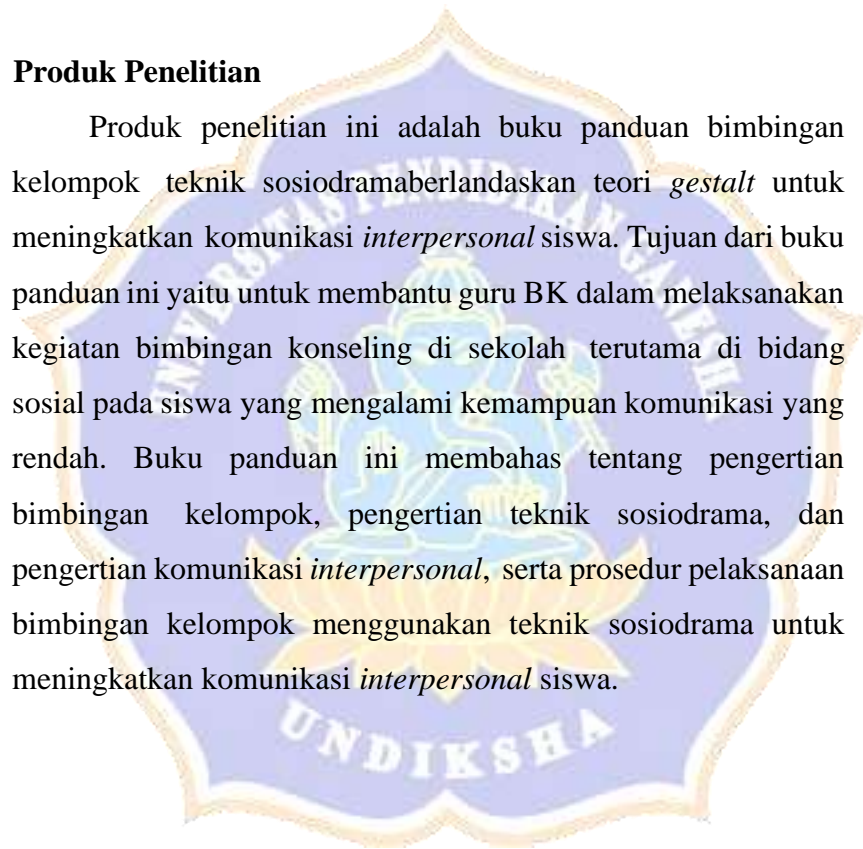 Produk Penelitian
Produk penelitian ini adalah buku panduan bimbingan
kelompok teknik sosiodramaberlandaskan teori gestalt untuk
meningkatkan komunikasi interpersonal siswa. Tujuan dari buku
panduan ini yaitu untuk membantu guru BK dalam melaksanakan
kegiatan bimbingan konseling di sekolah terutama di bidang
sosial pada siswa yang mengalami kemampuan komunikasi yang
rendah. Buku panduan ini membahas tentang pengertian
bimbingan kelompok, pengertian teknik sosiodrama, dan
pengertian komunikasi interpersonal, serta prosedur pelaksanaan
bimbingan kelompok menggunakan teknik sosiodrama untuk
meningkatkan komunikasi interpersonal siswa.
UNIVERSITAS PENDIDIKAN GANESHA
UNDIKSHA